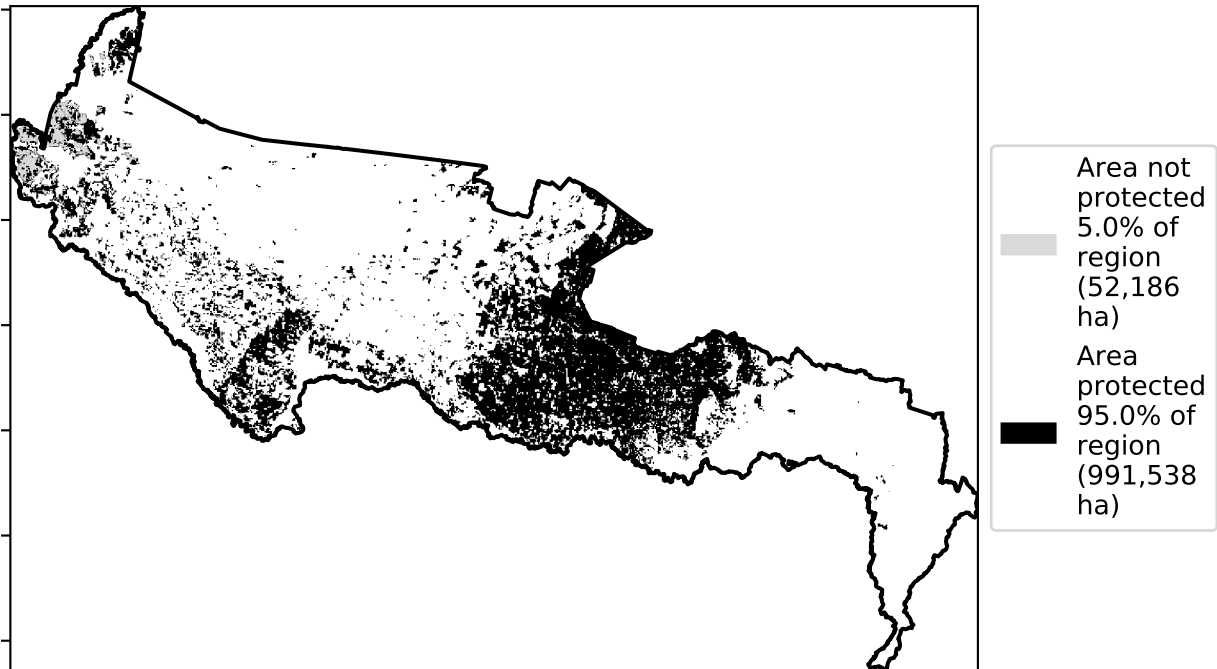 Area not
protected
5.0% of
region
(52,186
ha)
Area
protected
95.0% of
region
(991,538
ha)